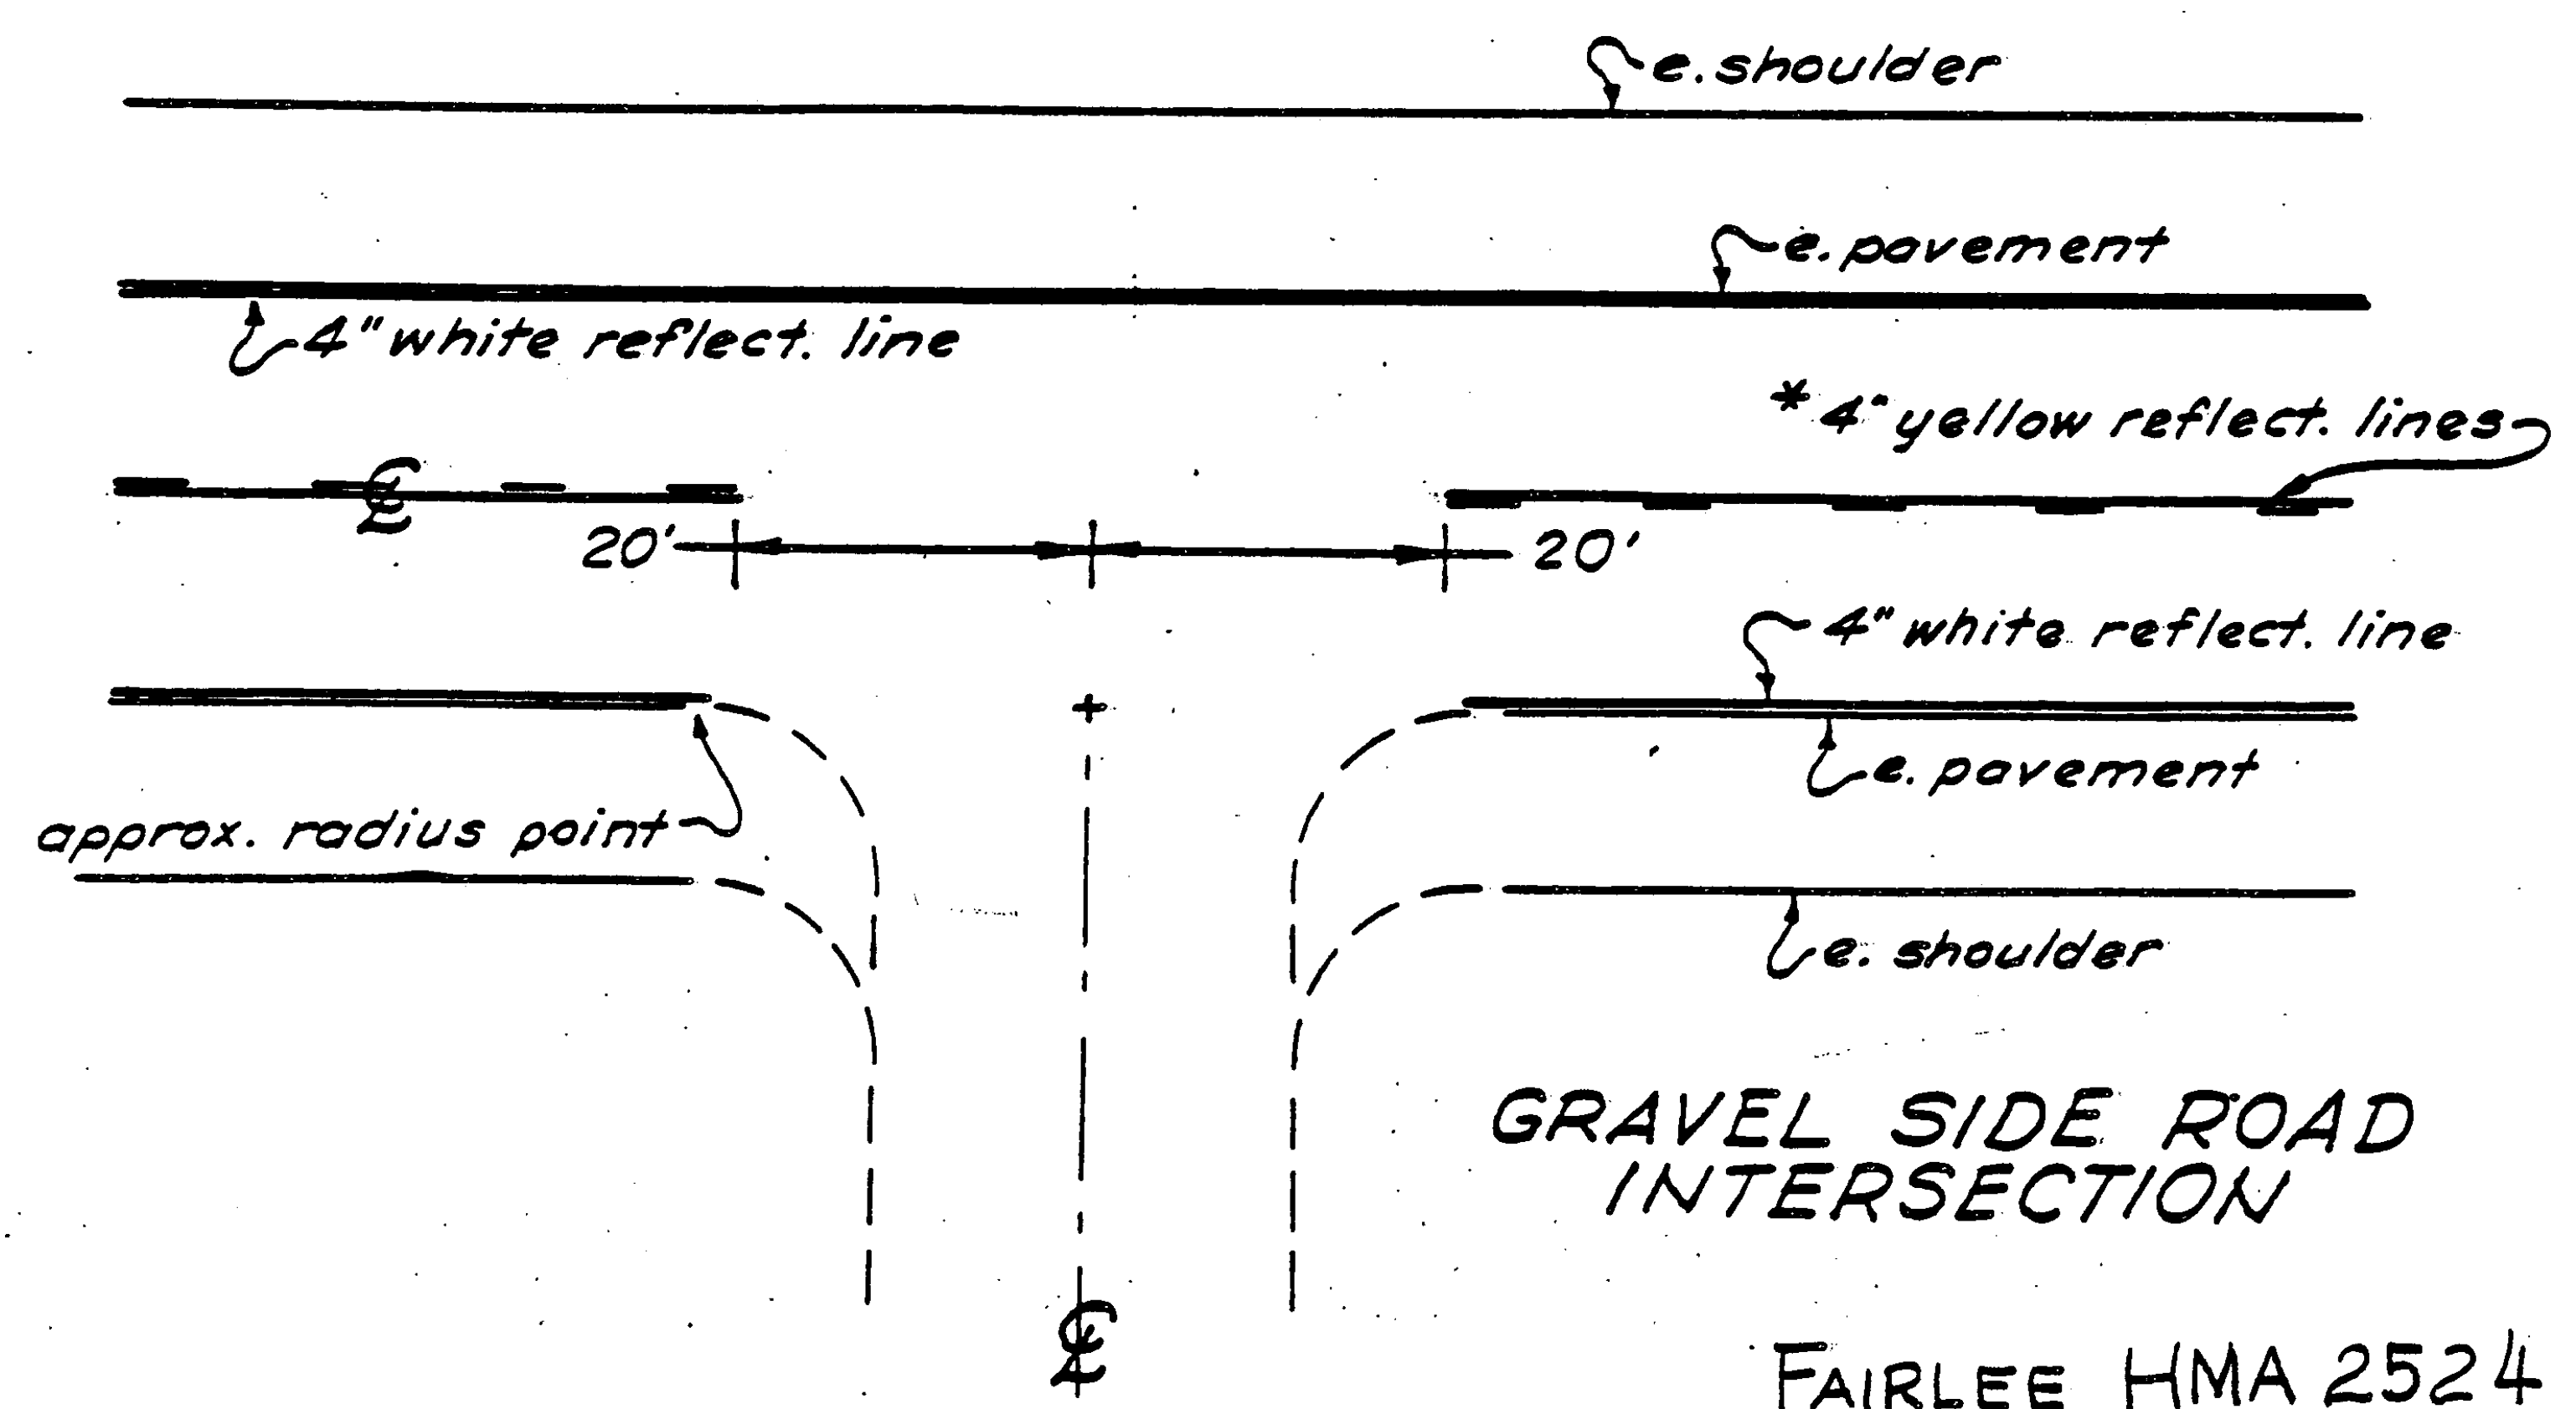 e. shoulder
e. pavement
4" white reflect. line
* 4" yellow reflect. lines
℄
20' 20'
4" white reflect. line
e. pavement
approx. radius point
e. shoulder
GRAVEL SIDE ROAD
INTERSECTION
℄
FAIRLEE HMA 2524